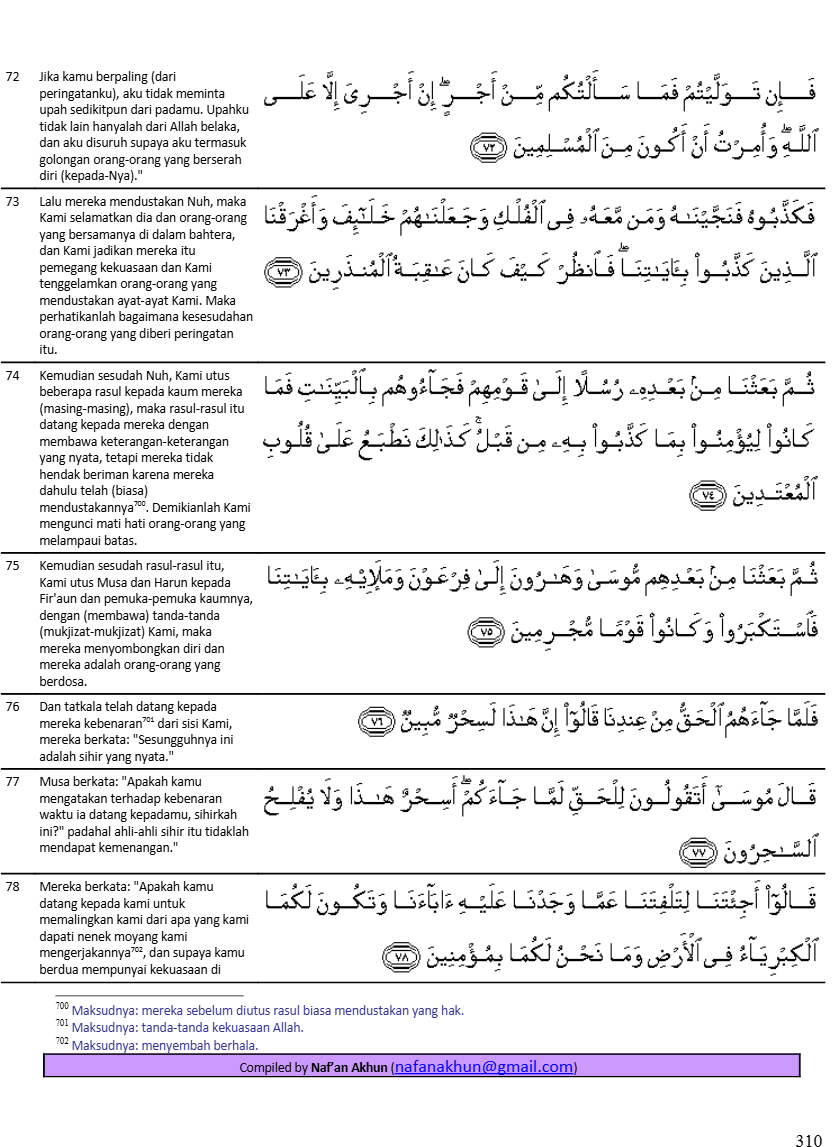 72 Jika kamu berpaling (dari
peringatanku), aku tidak meminta
upah sedikitpun dari padamu. Upahku
tidak lain hanyalah dari Allah belaka,
dan aku disuruh supaya aku termasuk
golongan orang-orang yang berserah
diri (kepada-Nya)."
فَإِن تَوَلَّيْتُمْ فَمَا سَأَلْتُكُم مِّنْ أَجْرٍ ۖ إِنْ أَجْرِىَ إِلَّا عَلَى
ٱللَّهِ ۖ وَأُمِرْتُ أَنْ أَكُونَ مِنَ ٱلْمُسْلِمِينَ ٧٢
73 Lalu mereka mendustakan Nuh, maka
Kami selamatkan dia dan orang-orang
yang bersamanya di dalam bahtera,
dan Kami jadikan mereka itu
pemegang kekuasaan dan Kami
tenggelamkan orang-orang yang
mendustakan ayat-ayat Kami. Maka
perhatikanlah bagaimana kesesudahan
orang-orang yang diberi peringatan
itu.
فَكَذَّبُوهُ فَنَجَّيْنَـٰهُ وَمَن مَّعَهُۥ فِى ٱلْفُلْكِ وَجَعَلْنَـٰهُمْ خَلَـٰٓئِفَ وَأَغْرَقْنَا
ٱلَّذِينَ كَذَّبُوا۟ بِـَٔايَـٰتِنَا ۖ فَٱنظُرْ كَيْفَ كَانَ عَـٰقِبَةُ ٱلْمُنذَرِينَ ٧٣
74 Kemudian sesudah Nuh, Kami utus
beberapa rasul kepada kaum mereka
(masing-masing), maka rasul-rasul itu
datang kepada mereka dengan
membawa keterangan-keterangan
yang nyata, tetapi mereka tidak
hendak beriman karena mereka
dahulu telah (biasa)
mendustakannya⁷⁰⁰. Demikianlah Kami
mengunci mati hati orang-orang yang
melampaui batas.
ثُمَّ بَعَثْنَا مِنۢ بَعْدِهِۦ رُسُلًا إِلَىٰ قَوْمِهِمْ فَجَآءُوهُم بِٱلْبَيِّنَـٰتِ فَمَا
كَانُوا۟ لِيُؤْمِنُوا۟ بِمَا كَذَّبُوا۟ بِهِۦ مِن قَبْلُ ۚ كَذَٰلِكَ نَطْبَعُ عَلَىٰ قُلُوبِ
ٱلْمُعْتَدِينَ ٧٤
75 Kemudian sesudah rasul-rasul itu,
Kami utus Musa dan Harun kepada
Fir'aun dan pemuka-pemuka kaumnya,
dengan (membawa) tanda-tanda
(mukjizat-mukjizat) Kami, maka
mereka menyombongkan diri dan
mereka adalah orang-orang yang
berdosa.
ثُمَّ بَعَثْنَا مِنۢ بَعْدِهِم مُّوسَىٰ وَهَـٰرُونَ إِلَىٰ فِرْعَوْنَ وَمَلَإِي۟هِۦ بِـَٔايَـٰتِنَا
فَٱسْتَكْبَرُوا۟ وَكَانُوا۟ قَوْمًا مُّجْرِمِينَ ٧٥
76 Dan tatkala telah datang kepada
mereka kebenaran⁷⁰¹ dari sisi Kami,
mereka berkata: "Sesungguhnya ini
adalah sihir yang nyata."
فَلَمَّا جَآءَهُمُ ٱلْحَقُّ مِنْ عِندِنَا قَالُوٓا۟ إِنَّ هَـٰذَا لَسِحْرٌ مُّبِينٌ ٧٦
77 Musa berkata: "Apakah kamu
mengatakan terhadap kebenaran
waktu ia datang kepadamu, sihirkah
ini?" padahal ahli-ahli sihir itu tidaklah
mendapat kemenangan."
قَالَ مُوسَىٰٓ أَتَقُولُونَ لِلْحَقِّ لَمَّا جَآءَكُمْ ۖ أَسِحْرٌ هَـٰذَا وَلَا يُفْلِحُ
ٱلسَّـٰحِرُونَ ٧٧
78 Mereka berkata: "Apakah kamu
datang kepada kami untuk
memalingkan kami dari apa yang kami
dapati nenek moyang kami
mengerjakannya⁷⁰², dan supaya kamu
berdua mempunyai kekuasaan di
قَالُوٓا۟ أَجِئْتَنَا لِتَلْفِتَنَا عَمَّا وَجَدْنَا عَلَيْهِ ءَابَآءَنَا وَتَكُونَ لَكُمَا
ٱلْكِبْرِيَآءُ فِى ٱلْأَرْضِ وَمَا نَحْنُ لَكُمَا بِمُؤْمِنِينَ ٧٨
⁷⁰⁰ Maksudnya: mereka sebelum diutus rasul biasa mendustakan yang hak.
⁷⁰¹ Maksudnya: tanda-tanda kekuasaan Allah.
⁷⁰² Maksudnya: menyembah berhala.
Compiled by Naf'an Akhun (nafanakhun@gmail.com)
310